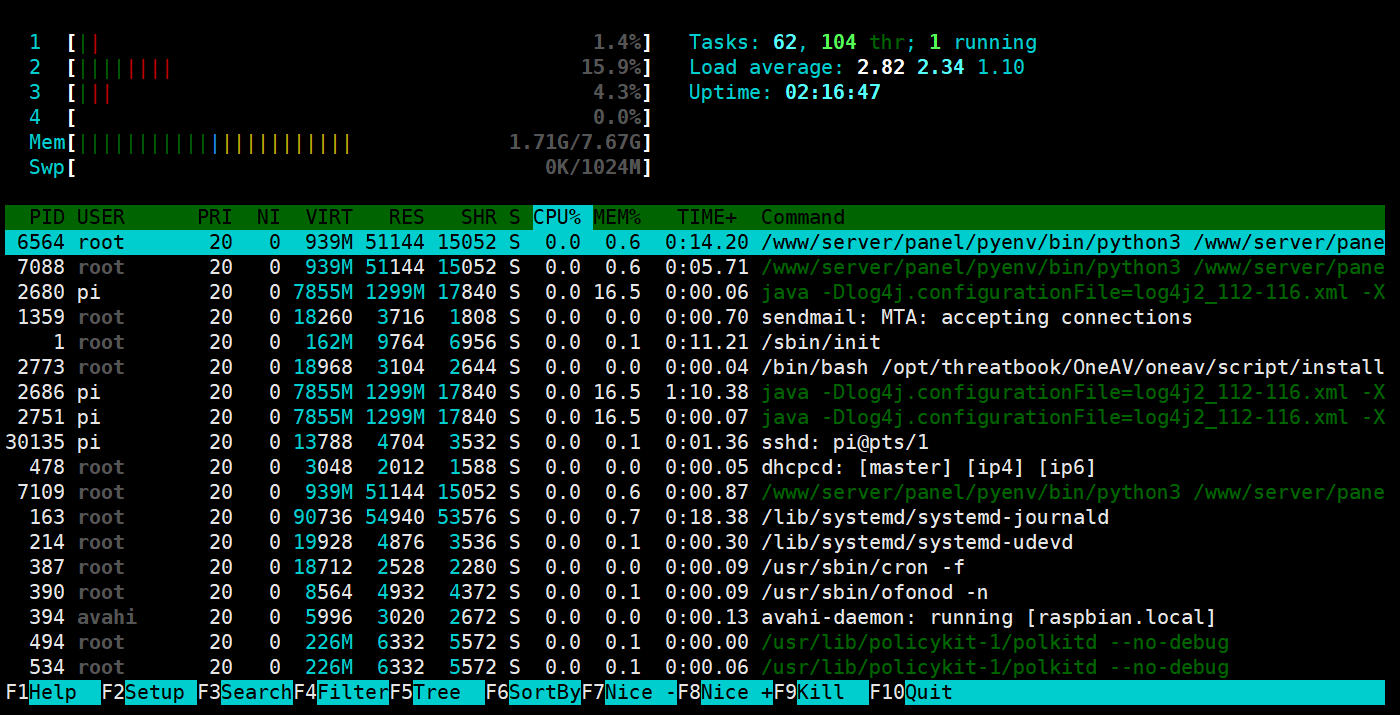 1 [|| 1.4%] Tasks: 62, 104 thr; 1 running
2 [|||||||| 15.9%] Load average: 2.82 2.34 1.10
3 [||| 4.3%] Uptime: 02:16:47
4 [ 0.0%]
Mem[||||||||||||||||||||||| 1.71G/7.67G]
Swp[ 0K/1024M]
PID USER PRI NI VIRT RES SHR S CPU% MEM% TIME+ Command
6564 root 20 0 939M 51144 15052 S 0.0 0.6 0:14.20 /www/server/panel/pyenv/bin/python3 /www/server/pane
7088 root 20 0 939M 51144 15052 S 0.0 0.6 0:05.71 /www/server/panel/pyenv/bin/python3 /www/server/pane
2680 pi 20 0 7855M 1299M 17840 S 0.0 16.5 0:00.06 java -Dlog4j.configurationFile=log4j2_112-116.xml -X
1359 root 20 0 18260 3716 1808 S 0.0 0.0 0:00.70 sendmail: MTA: accepting connections
1 root 20 0 162M 9764 6956 S 0.0 0.1 0:11.21 /sbin/init
2773 root 20 0 18968 3104 2644 S 0.0 0.0 0:00.04 /bin/bash /opt/threatbook/OneAV/oneav/script/install
2686 pi 20 0 7855M 1299M 17840 S 0.0 16.5 1:10.38 java -Dlog4j.configurationFile=log4j2_112-116.xml -X
2751 pi 20 0 7855M 1299M 17840 S 0.0 16.5 0:00.07 java -Dlog4j.configurationFile=log4j2_112-116.xml -X
30135 pi 20 0 13788 4704 3532 S 0.0 0.1 0:01.36 sshd: pi@pts/1
478 root 20 0 3048 2012 1588 S 0.0 0.0 0:00.05 dhcpcd: [master] [ip4] [ip6]
7109 root 20 0 939M 51144 15052 S 0.0 0.6 0:00.87 /www/server/panel/pyenv/bin/python3 /www/server/pane
163 root 20 0 90736 54940 53576 S 0.0 0.7 0:18.38 /lib/systemd/systemd-journald
214 root 20 0 19928 4876 3536 S 0.0 0.1 0:00.30 /lib/systemd/systemd-udevd
387 root 20 0 18712 2528 2280 S 0.0 0.0 0:00.09 /usr/sbin/cron -f
390 root 20 0 8564 4932 4372 S 0.0 0.1 0:00.09 /usr/sbin/ofonod -n
394 avahi 20 0 5996 3020 2672 S 0.0 0.0 0:00.13 avahi-daemon: running [raspbian.local]
494 root 20 0 226M 6332 5572 S 0.0 0.1 0:00.00 /usr/lib/policykit-1/polkitd --no-debug
534 root 20 0 226M 6332 5572 S 0.0 0.1 0:00.06 /usr/lib/policykit-1/polkitd --no-debug
F1Help F2Setup F3SearchF4FilterF5Tree F6SortByF7Nice -F8Nice +F9Kill F10Quit